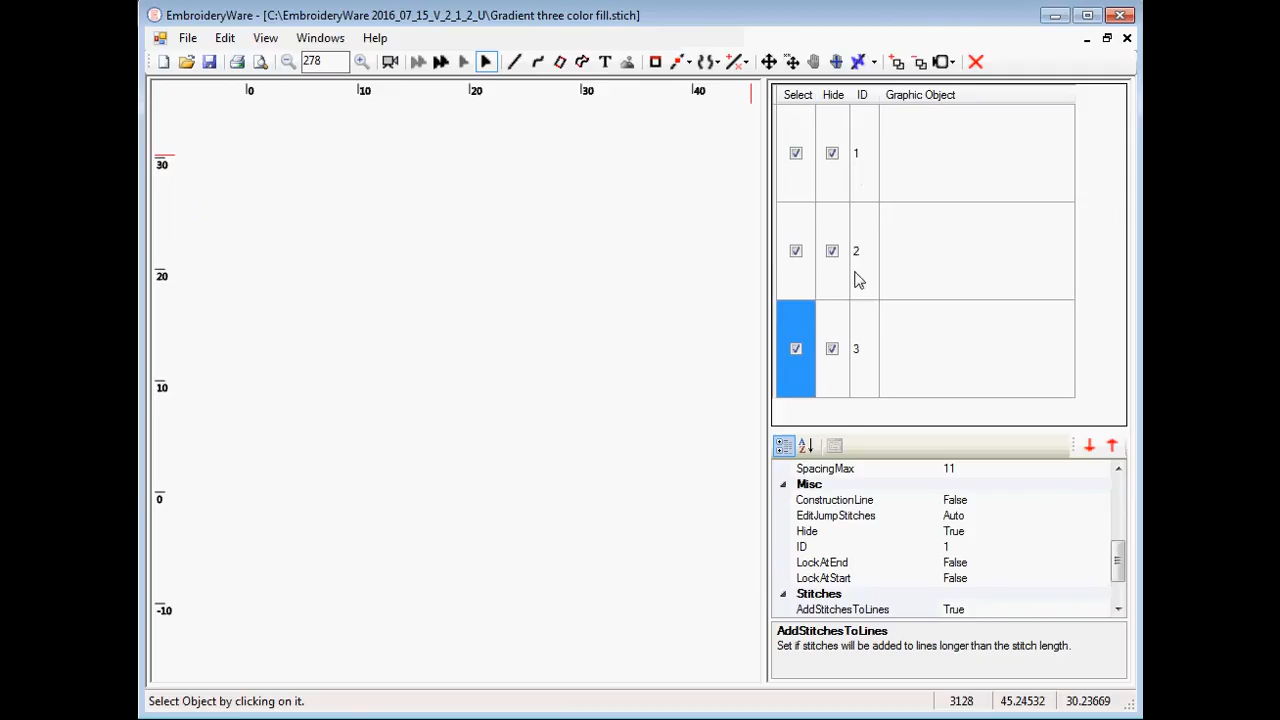 EmbroideryWare - [C:\EmbroideryWare 2016_07_15_V_2_1_2_U\Gradient three color fill.stich]
File Edit View Windows Help
278
T
0 10 20 30 40
30
20
10
0
-10
Select Hide ID Graphic Object
1
2
3
SpacingMax 11
Misc
ConstructionLine False
EditJumpStitches Auto
Hide True
ID 1
LockAtEnd False
LockAtStart False
Stitches
AddStitchesToLines True
AddStitchesToLines
Set if stitches will be added to lines longer than the stitch length.
Select Object by clicking on it.
3128 45.24532 30.23669